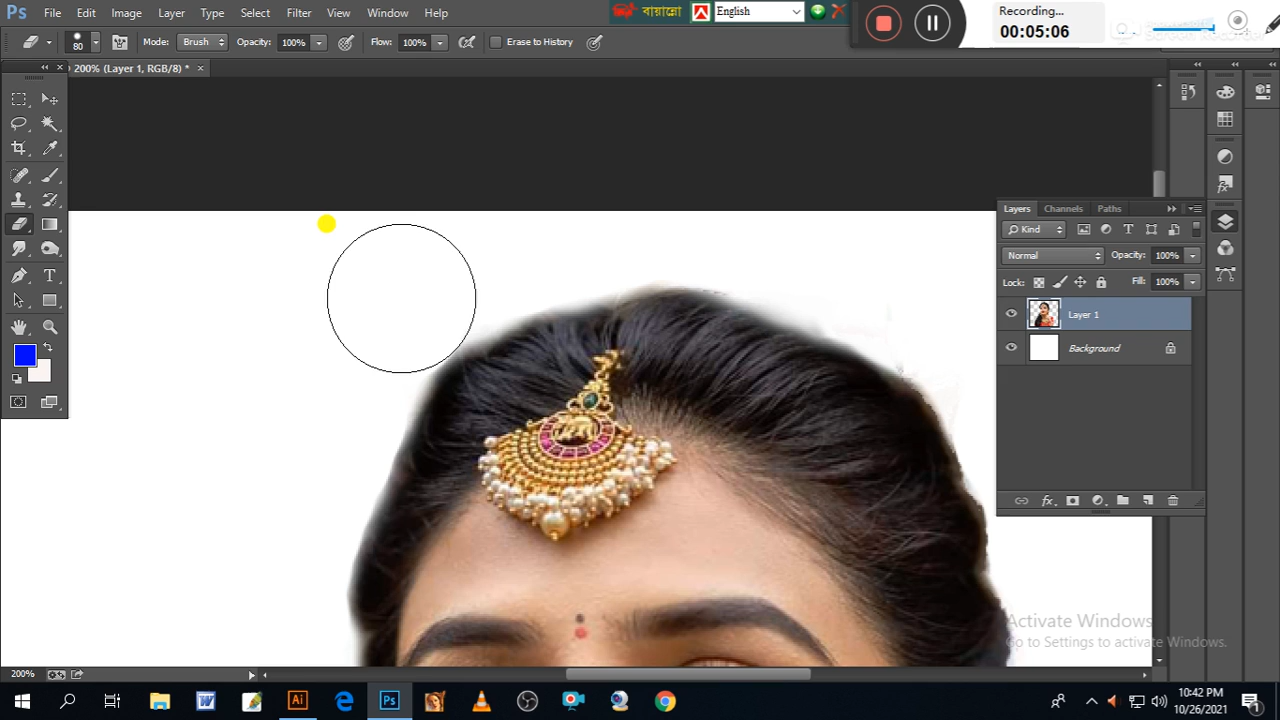 Ps File Edit Image Layer Type Select Filter View Window Help
বায়ান্নো English
Recording...
00:05:06
Mode: Brush Opacity: 100% Flow: 100% Erase to History
200% (Layer 1, RGB/8) * ×
Layers Channels Paths
Kind
Normal Opacity: 100%
Lock: Fill: 100%
Layer 1
Background
fx
Activate Windows
Go to Settings to activate Windows.
200%
Ai Ps
10:42 PM
10/26/2021